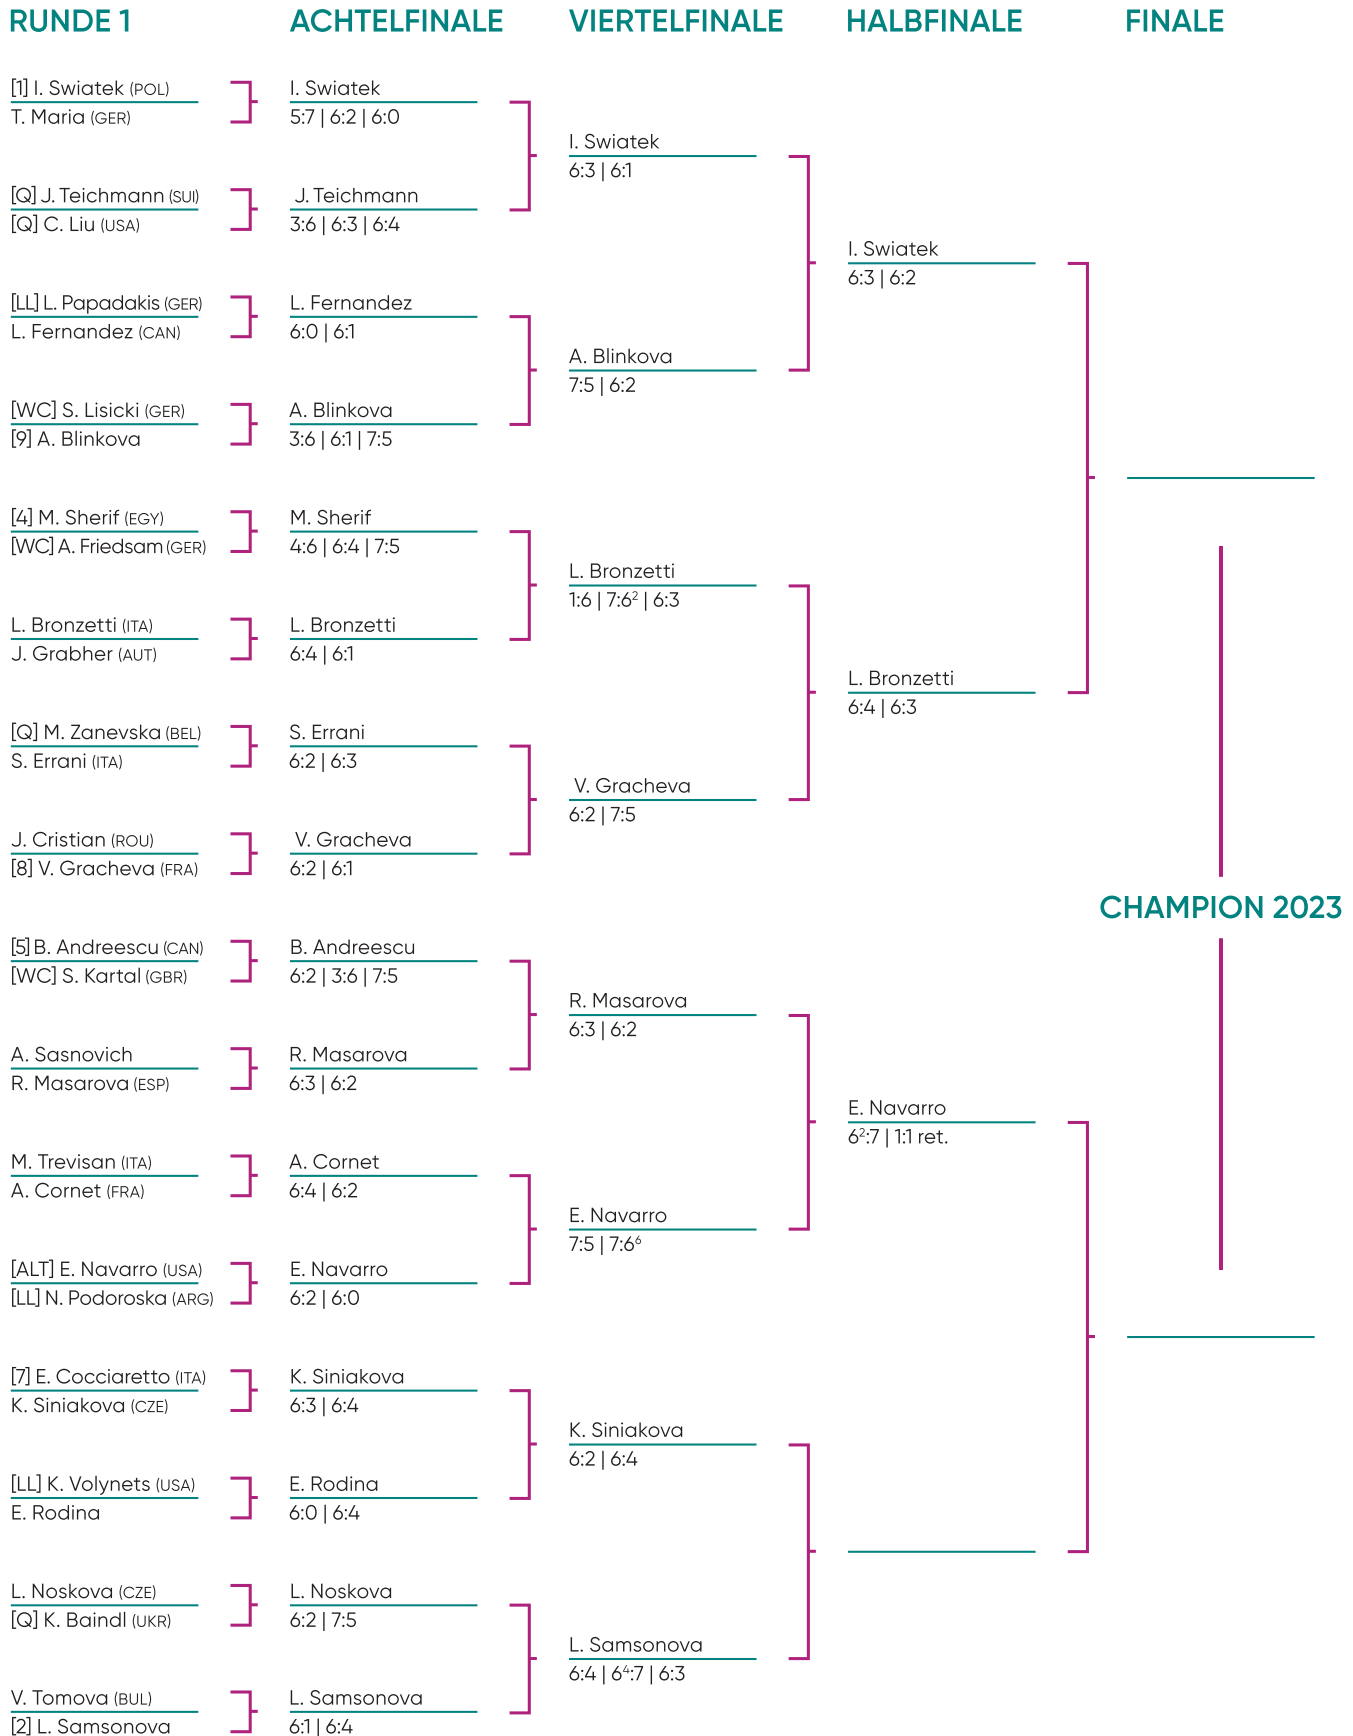 RUNDE 1
ACHTELFINALE
VIERTELFINALE
HALBFINALE
FINALE
[1] I. Swiatek (POL)
T. Maria (GER)
[Q] J. Teichmann (SUI)
[Q] C. Liu (USA)
[LL] L. Papadakis (GER)
L. Fernandez (CAN)
[WC] S. Lisicki (GER)
[9] A. Blinkova
[4] M. Sherif (EGY)
[WC] A. Friedsam (GER)
L. Bronzetti (ITA)
J. Grabher (AUT)
[Q] M. Zanevska (BEL)
S. Errani (ITA)
J. Cristian (ROU)
[8] V. Gracheva (FRA)
[5] B. Andreescu (CAN)
[WC] S. Kartal (GBR)
A. Sasnovich
R. Masarova (ESP)
M. Trevisan (ITA)
A. Cornet (FRA)
[ALT] E. Navarro (USA)
[LL] N. Podoroska (ARG)
[7] E. Cocciaretto (ITA)
K. Siniakova (CZE)
[LL] K. Volynets (USA)
E. Rodina
L. Noskova (CZE)
[Q] K. Baindl (UKR)
V. Tomova (BUL)
[2] L. Samsonova
I. Swiatek
5:7 | 6:2 | 6:0
J. Teichmann
3:6 | 6:3 | 6:4
L. Fernandez
6:0 | 6:1
A. Blinkova
3:6 | 6:1 | 7:5
M. Sherif
4:6 | 6:4 | 7:5
L. Bronzetti
6:4 | 6:1
S. Errani
6:2 | 6:3
V. Gracheva
6:2 | 6:1
B. Andreescu
6:2 | 3:6 | 7:5
R. Masarova
6:3 | 6:2
A. Cornet
6:4 | 6:2
E. Navarro
6:2 | 6:0
K. Siniakova
6:3 | 6:4
E. Rodina
6:0 | 6:4
L. Noskova
6:2 | 7:5
L. Samsonova
6:1 | 6:4
I. Swiatek
6:3 | 6:1
A. Blinkova
7:5 | 6:2
L. Bronzetti
1:6 | 7:6² | 6:3
V. Gracheva
6:2 | 7:5
R. Masarova
6:3 | 6:2
E. Navarro
7:5 | 7:6⁶
K. Siniakova
6:2 | 6:4
L. Samsonova
6:4 | 6⁴:7 | 6:3
I. Swiatek
6:3 | 6:2
L. Bronzetti
6:4 | 6:3
E. Navarro
6²:7 | 1:1 ret.
CHAMPION 2023